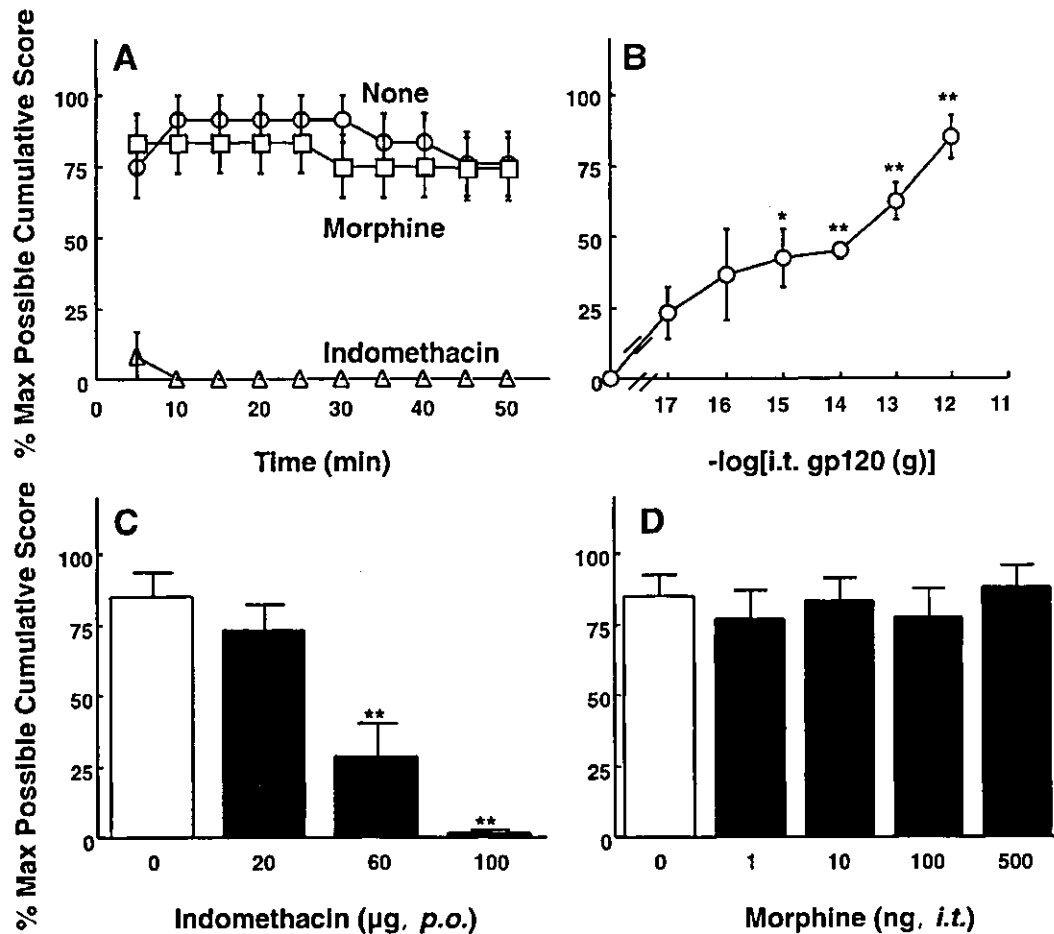 A
% Max Possible Cumulative Score
100
75
50
25
0
None
Morphine
Indomethacin
0 10 20 30 40 50
Time (min)
B
100
75
50
25
0
*
**
**
**
17 16 15 14 13 12 11
-log[i.t. gp120 (g)]
C
% Max Possible Cumulative Score
100
75
50
25
0
**
**
0 20 60 100
Indomethacin (µg, p.o.)
D
100
75
50
25
0
0 1 10 100 500
Morphine (ng, i.t.)